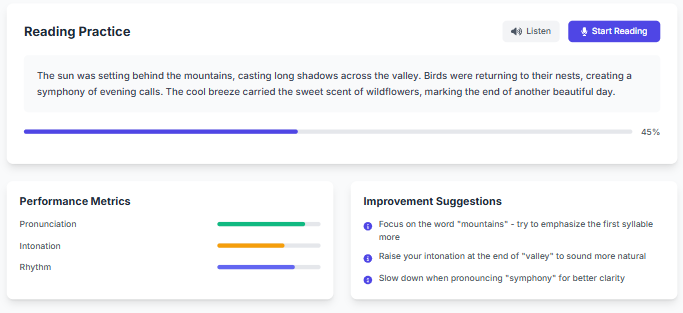 Reading Practice
Listen
Start Reading
The sun was setting behind the mountains, casting long shadows across the valley. Birds were returning to their nests, creating a
symphony of evening calls. The cool breeze carried the sweet scent of wildflowers, marking the end of another beautiful day.
45%
Performance Metrics
Pronunciation
Intonation
Rhythm
Improvement Suggestions
Focus on the word "mountains" - try to emphasize the first syllable
more
Raise your intonation at the end of "valley" to sound more natural
Slow down when pronouncing "symphony" for better clarity